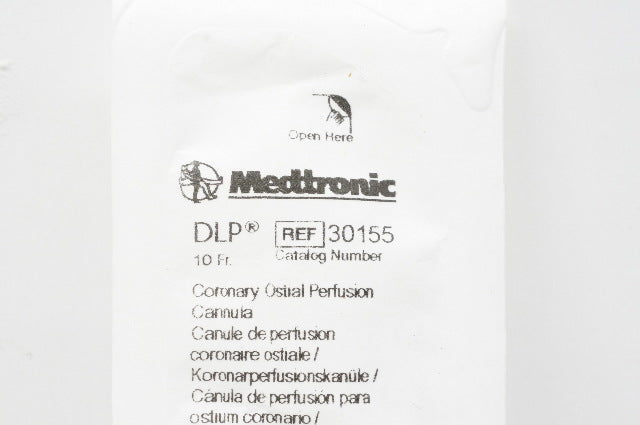 Open Here
Medtronic
DLP® REF 30155
10 Fr. Catalog Number
Coronary Ostial Perfusion
Cannula
Canule de perfusion
coronaire ostiale /
Koronarperfusionskanüle /
Cánula de perfusión para
ostium coronario /